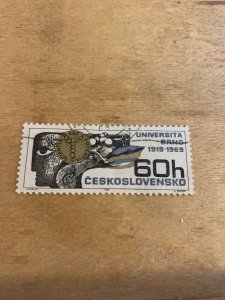 UNIVERSITA
BRNO
1919-1969
60h
ČESKOSLOVENSKO